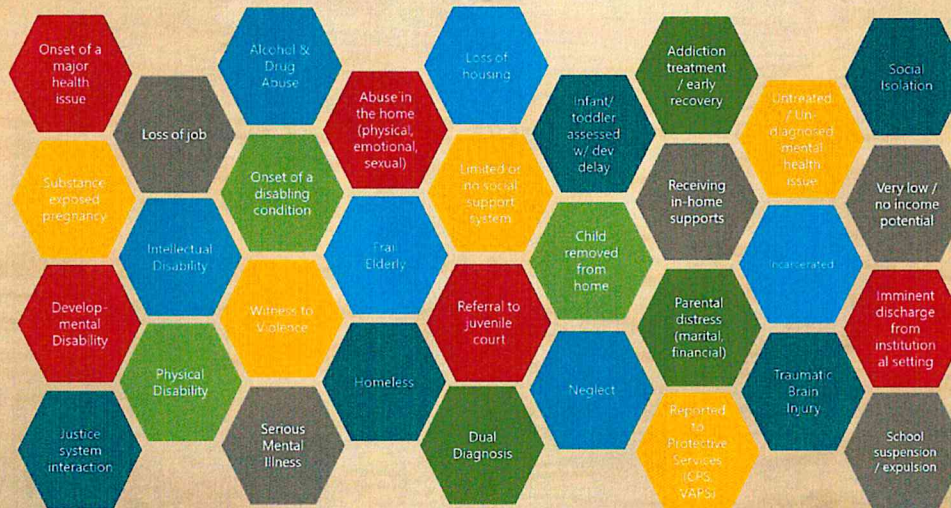 Onset of a
major
health
issue
Loss of job
Alcohol &
Drug
Abuse
Abuse in
the home
(physical,
emotional,
sexual)
Loss of
housing
Infant/
toddler
assessed
w/ dev
delay
Addiction
treatment
/ early
recovery
Untreated
/ Un-
diagnosed
mental
health
issue
Social
Isolation
Substance
exposed
pregnancy
Intellectual
Disability
Onset of a
disabling
condition
Frail
Elderly
Limited or
no social
support
system
Child
removed
from
home
Receiving
in-home
supports
Incarcerated
Very low /
no income
potential
Develop-
mental
Disability
Physical
Disability
Witness to
Violence
Homeless
Referral to
juvenile
court
Neglect
Parental
distress
(marital,
financial)
Traumatic
Brain
Injury
Imminent
discharge
from
institution
al setting
Justice
system
interaction
Serious
Mental
Illness
Dual
Diagnosis
Reported
to
Protective
Services
(CPS,
VAPS)
School
suspension
/ expulsion